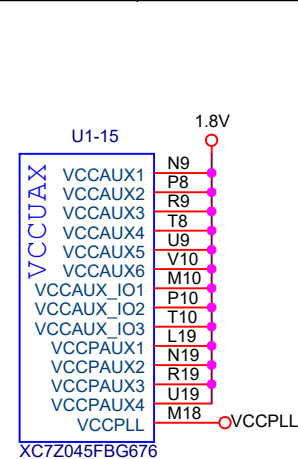 1.8V
U1-15
VCCUAX
VCCAUX1 N9
VCCAUX2 P8
VCCAUX3 R9
VCCAUX4 T8
VCCAUX5 U9
VCCAUX6 V10
VCCAUX_IO1 M10
VCCAUX_IO2 P10
VCCAUX_IO3 T10
VCCPAUX1 L19
VCCPAUX2 N19
VCCPAUX3 R19
VCCPAUX4 U19
VCCPLL M18 VCCPLL
XC7Z045FBG676